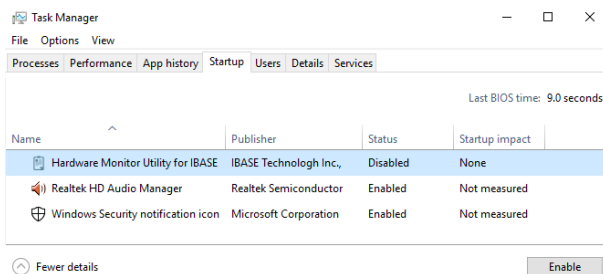 Task Manager
File Options View
Processes Performance App history Startup Users Details Services
Last BIOS time: 9.0 seconds
Name Publisher Status Startup impact
Hardware Monitor Utility for IBASE IBASE Technologh Inc., Disabled None
Realtek HD Audio Manager Realtek Semiconductor Enabled Not measured
Windows Security notification icon Microsoft Corporation Enabled Not measured
Fewer details Enable